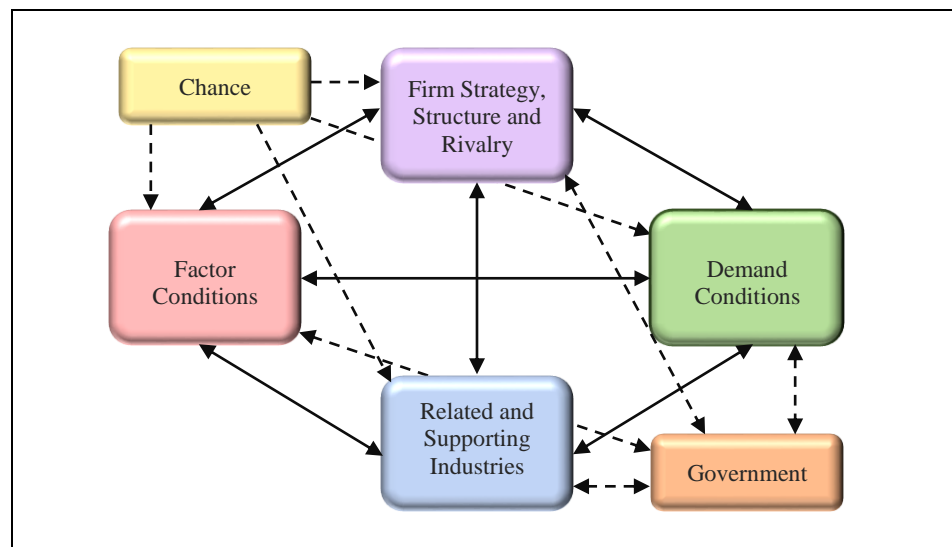 Chance
Firm Strategy,
Structure and
Rivalry
Factor
Conditions
Demand
Conditions
Related and
Supporting
Industries
Government